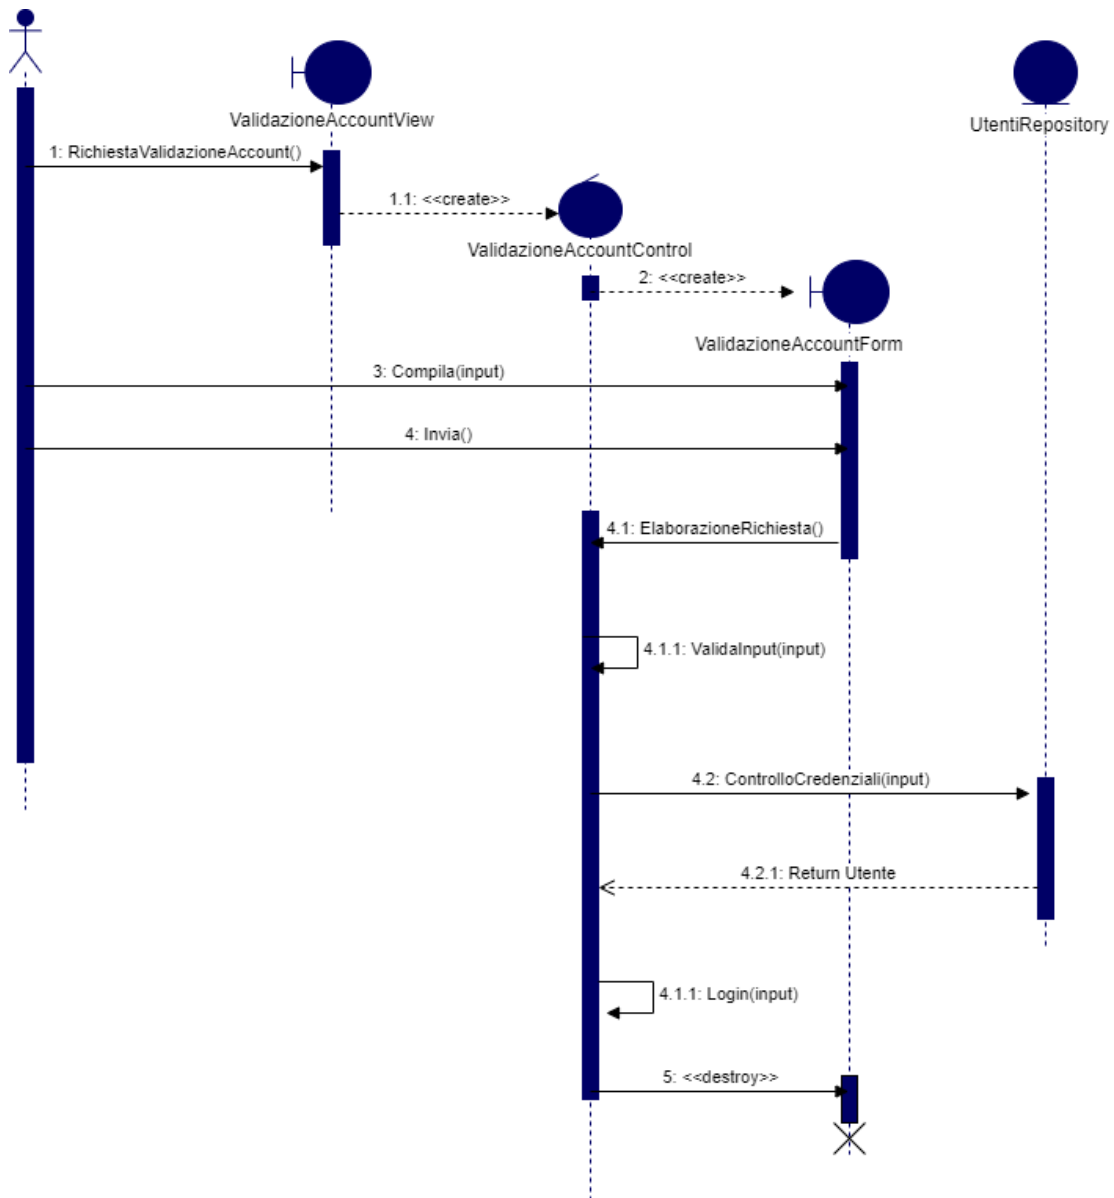 ValidazioneAccountView
UtentiRepository
1: RichiestaValidazioneAccount()
1.1: <<create>>
ValidazioneAccountControl
2: <<create>>
ValidazioneAccountForm
3: Compila(input)
4: Invia()
4.1: ElaborazioneRichiesta()
4.1.1: ValidaInput(input)
4.2: ControlloCredenziali(input)
4.2.1: Return Utente
4.1.1: Login(input)
5: <<destroy>>